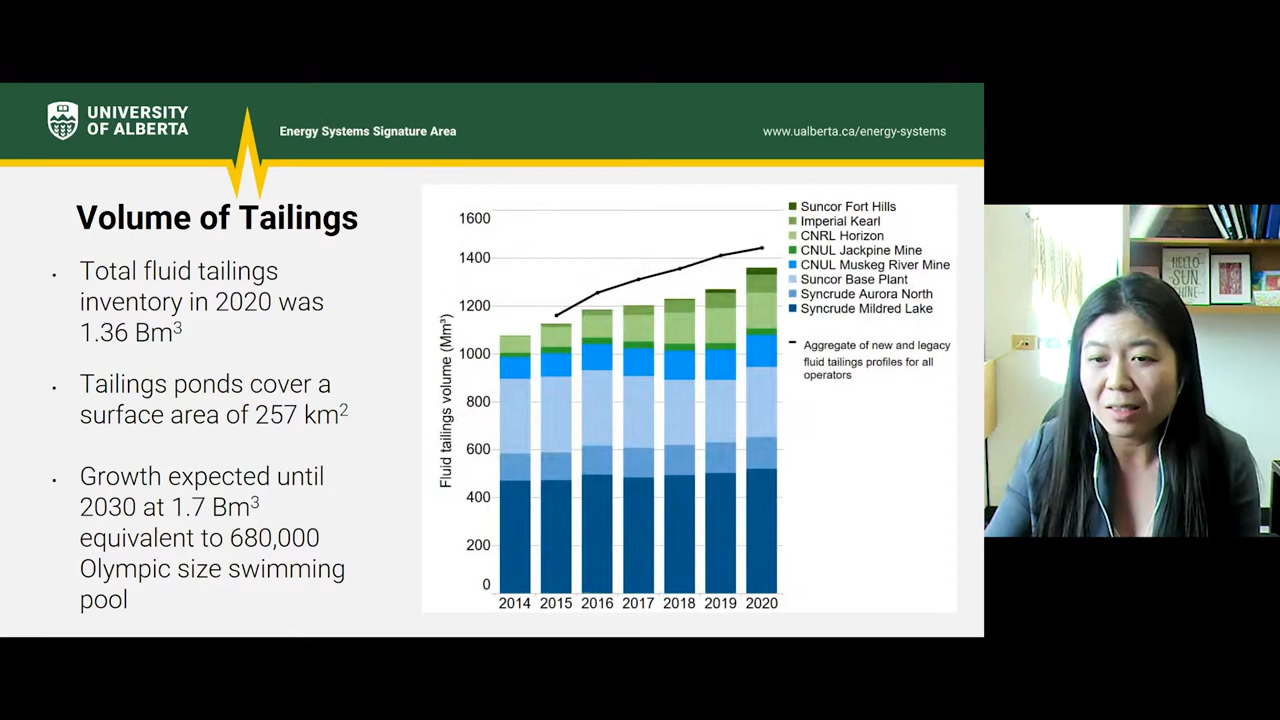 UNIVERSITY
OF ALBERTA
Energy Systems Signature Area
www.ualberta.ca/energy-systems
Volume of Tailings
· Total fluid tailings
inventory in 2020 was
1.36 Bm³
· Tailings ponds cover a
surface area of 257 km²
· Growth expected until
2030 at 1.7 Bm³
equivalent to 680,000
Olympic size swimming
pool
Fluid tailings volume (Mm³)
1600
1400
1200
1000
800
600
400
200
0
2014 2015 2016 2017 2018 2019 2020
Suncor Fort Hills
Imperial Kearl
CNRL Horizon
CNUL Jackpine Mine
CNUL Muskeg River Mine
Suncor Base Plant
Syncrude Aurora North
Syncrude Mildred Lake
Aggregate of new and legacy
fluid tailings profiles for all
operators
HELLO
SUN
SHINE